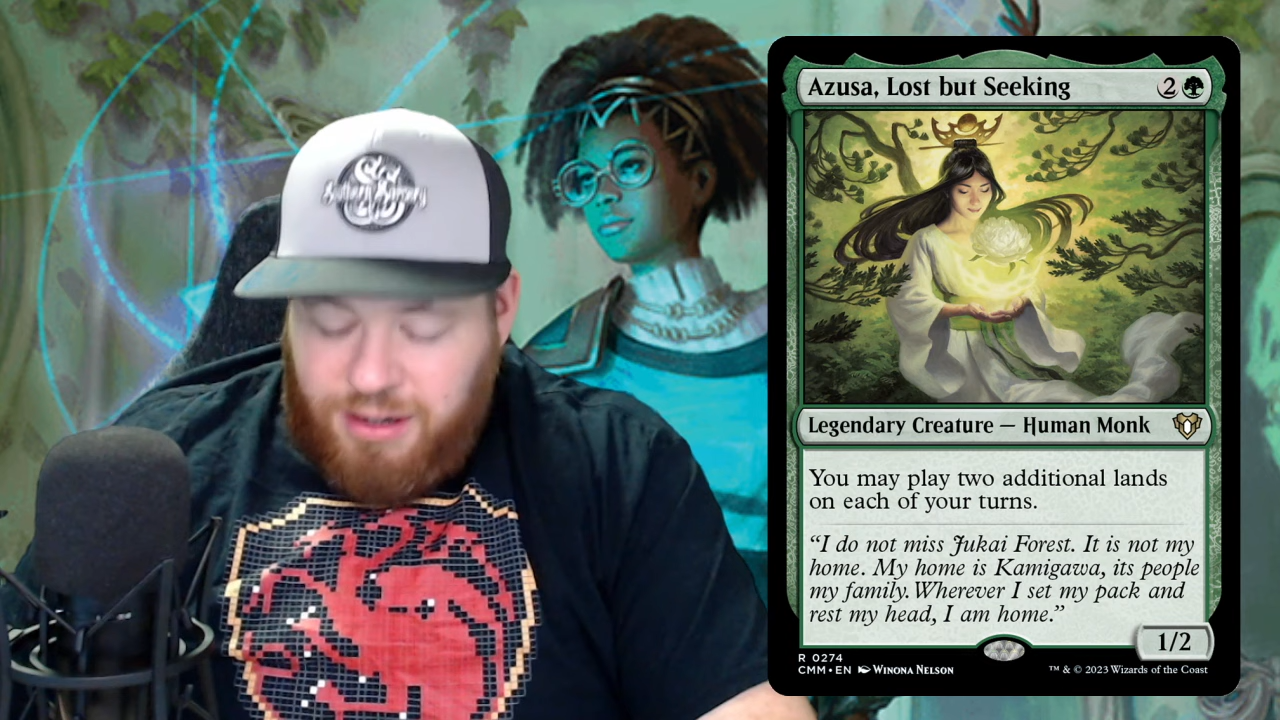 Azusa, Lost but Seeking 2
Legendary Creature — Human Monk
You may play two additional lands
on each of your turns.
“I do not miss Jukai Forest. It is not my
home. My home is Kamigawa, its people
my family. Wherever I set my pack and
rest my head, I am home.”
1/2
R 0274
CMM • EN Winona Nelson
™ & © 2023 Wizards of the Coast